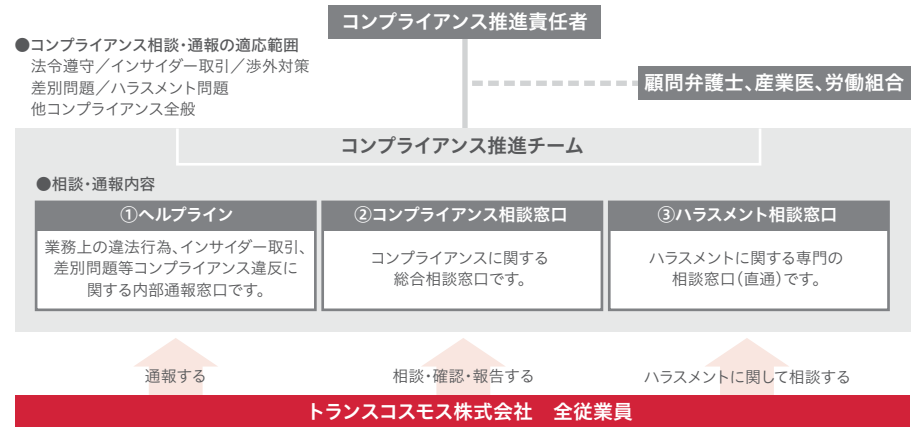 コンプライアンス推進責任者
●コンプライアンス相談・通報の適応範囲
法令遵守／インサイダー取引／渉外対策
差別問題／ハラスメント問題
他コンプライアンス全般
顧問弁護士、産業医、労働組合
コンプライアンス推進チーム
●相談・通報内容
①ヘルプライン
業務上の違法行為、インサイダー取引、
差別問題等コンプライアンス違反に
関する内部通報窓口です。
②コンプライアンス相談窓口
コンプライアンスに関する
総合相談窓口です。
③ハラスメント相談窓口
ハラスメントに関する専門の
相談窓口（直通）です。
通報する
相談・確認・報告する
ハラスメントに関して相談する
トランスコスモス株式会社　全従業員